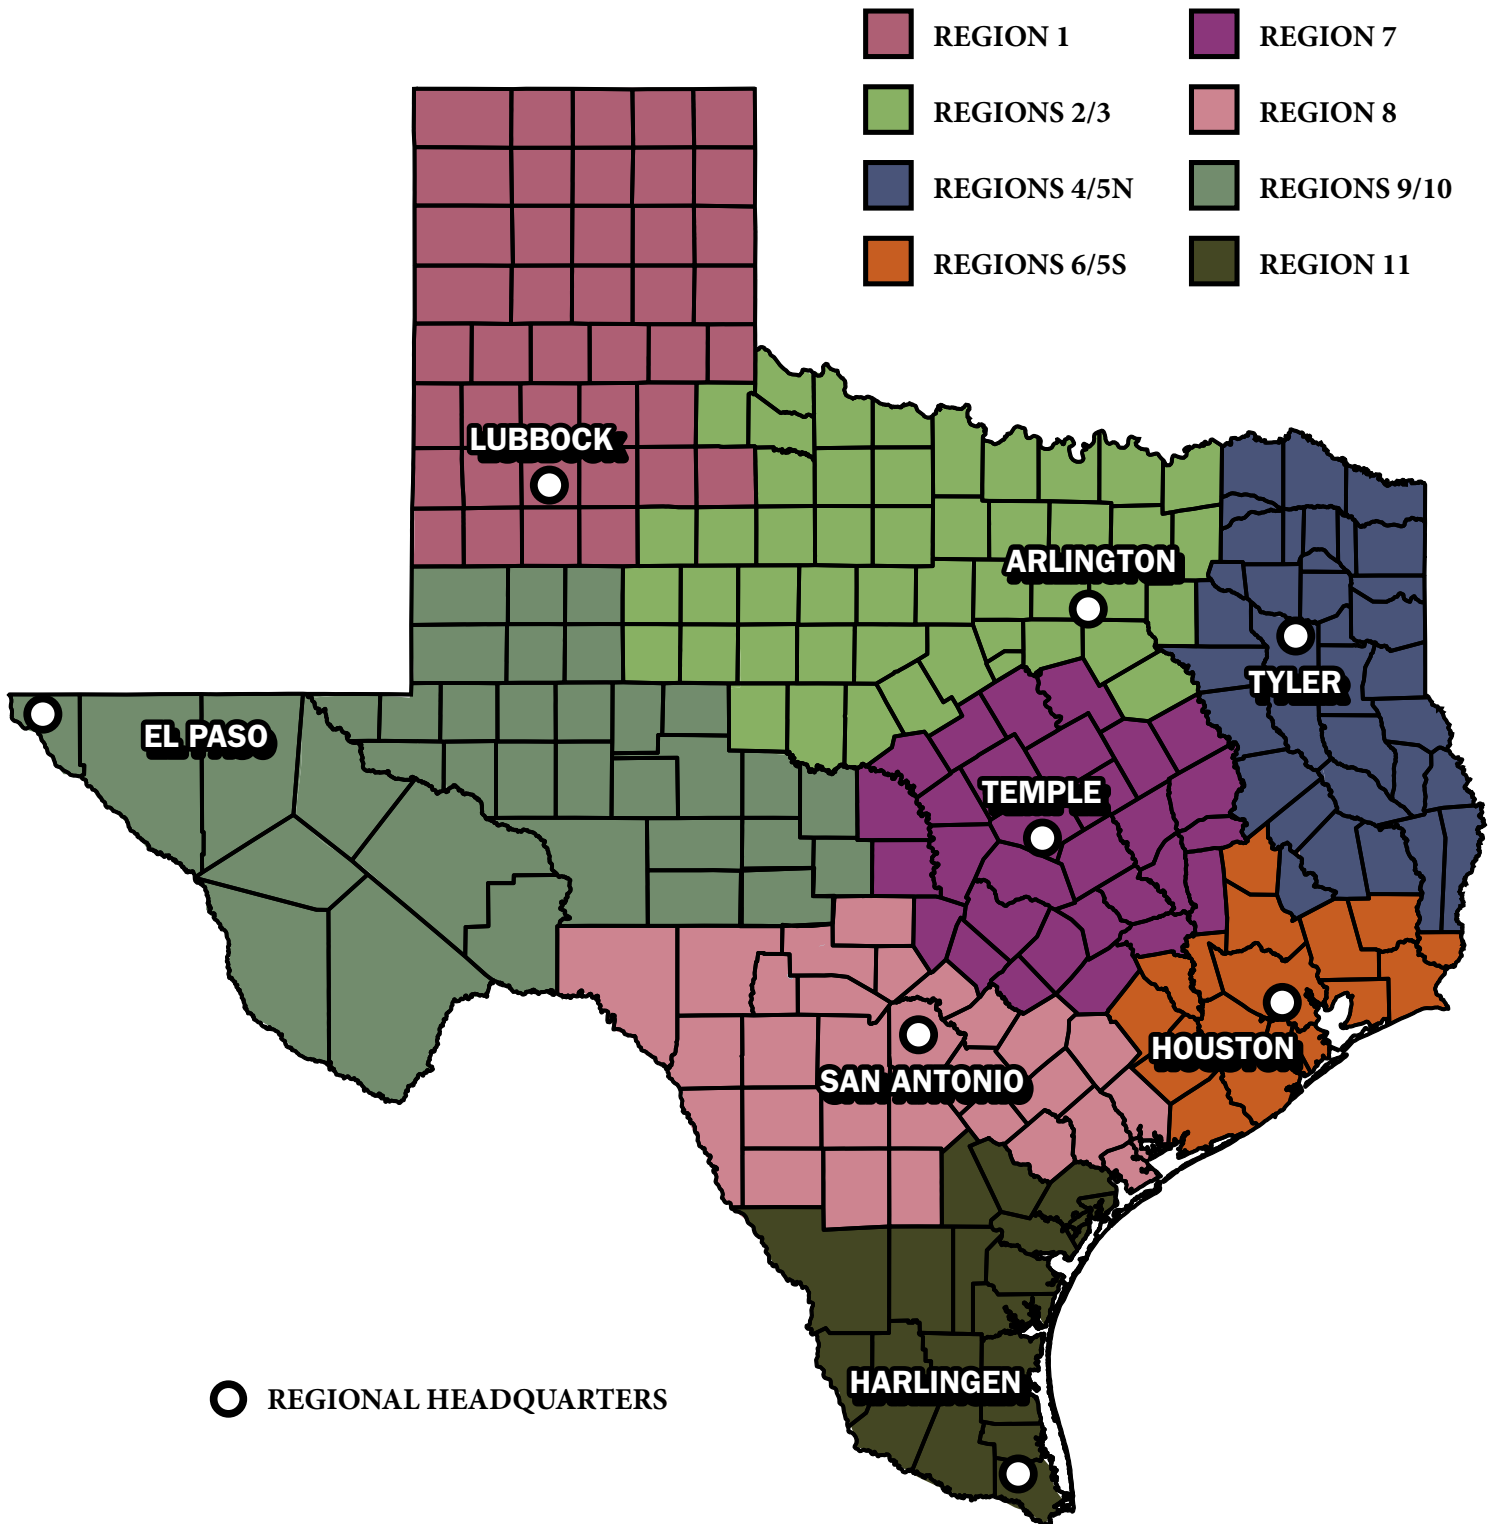 REGION 1
REGION 7
REGIONS 2/3
REGION 8
REGIONS 4/5N
REGIONS 9/10
REGIONS 6/5S
REGION 11
LUBBOCK
ARLINGTON
TYLER
EL PASO
TEMPLE
HOUSTON
SAN ANTONIO
HARLINGEN
REGIONAL HEADQUARTERS